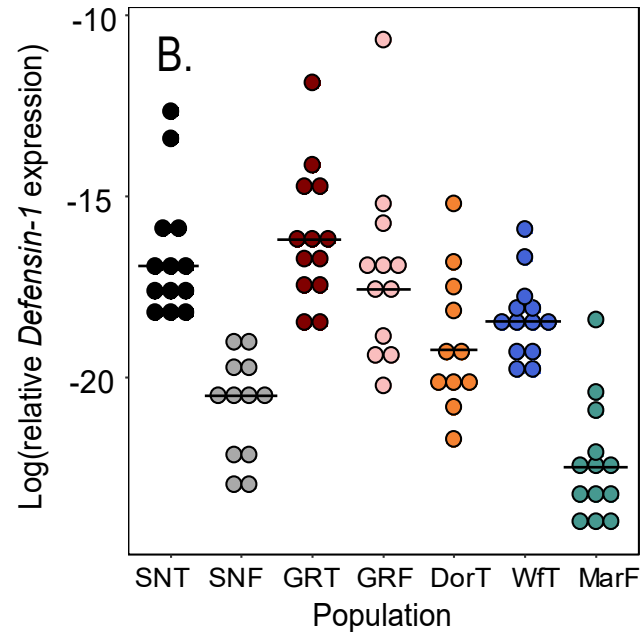 B.
Log(relative Defensin-1 expression)
-10
-15
-20
SNT SNF GRT GRF DorT WfT MarF
Population